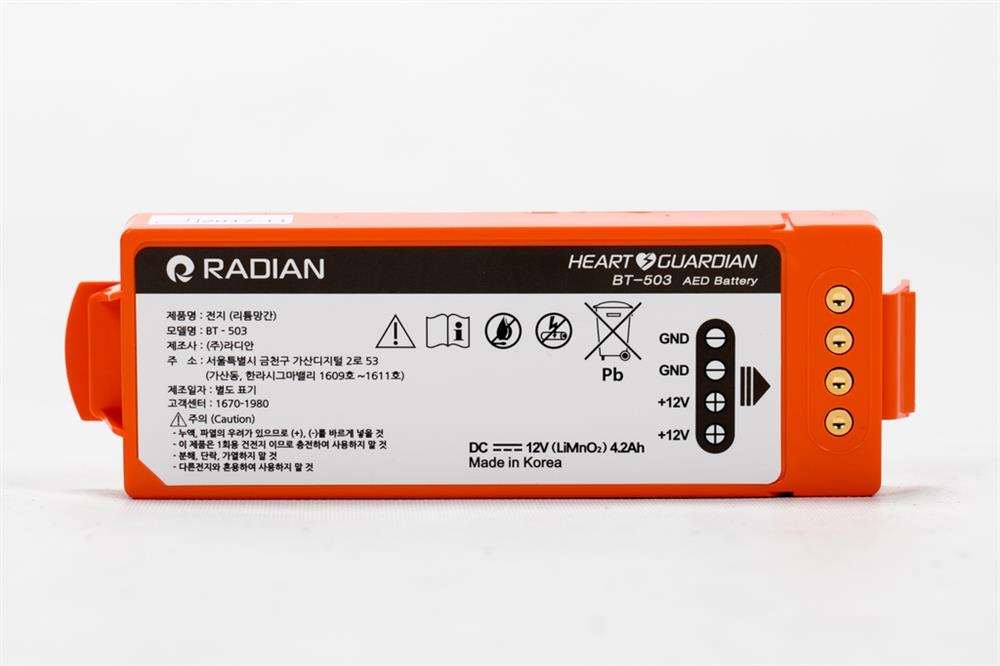 RADIAN
HEART GUARDIAN
BT-503 AED Battery
제품명 : 전지 (리튬망간)
모델명 : BT - 503
제조사 : (주)라디안
주 소 : 서울특별시 금천구 가산디지털 2로 53
(가산동, 한라시그마밸리 1609호 ~1611호)
제조일자 : 별도 표기
고객센터 : 1670-1980
주의 (Caution)
- 누액, 파열의 우려가 있으므로 (+), (-)를 바르게 넣을 것
- 이 제품은 1회용 건전지 이므로 충전하여 사용하지 말 것
- 분해, 단락, 가열하지 말 것
- 다른전지와 혼용하여 사용하지 말 것
Pb
GND
GND
+12V
+12V
DC 12V (LiMnO₂) 4.2Ah
Made in Korea